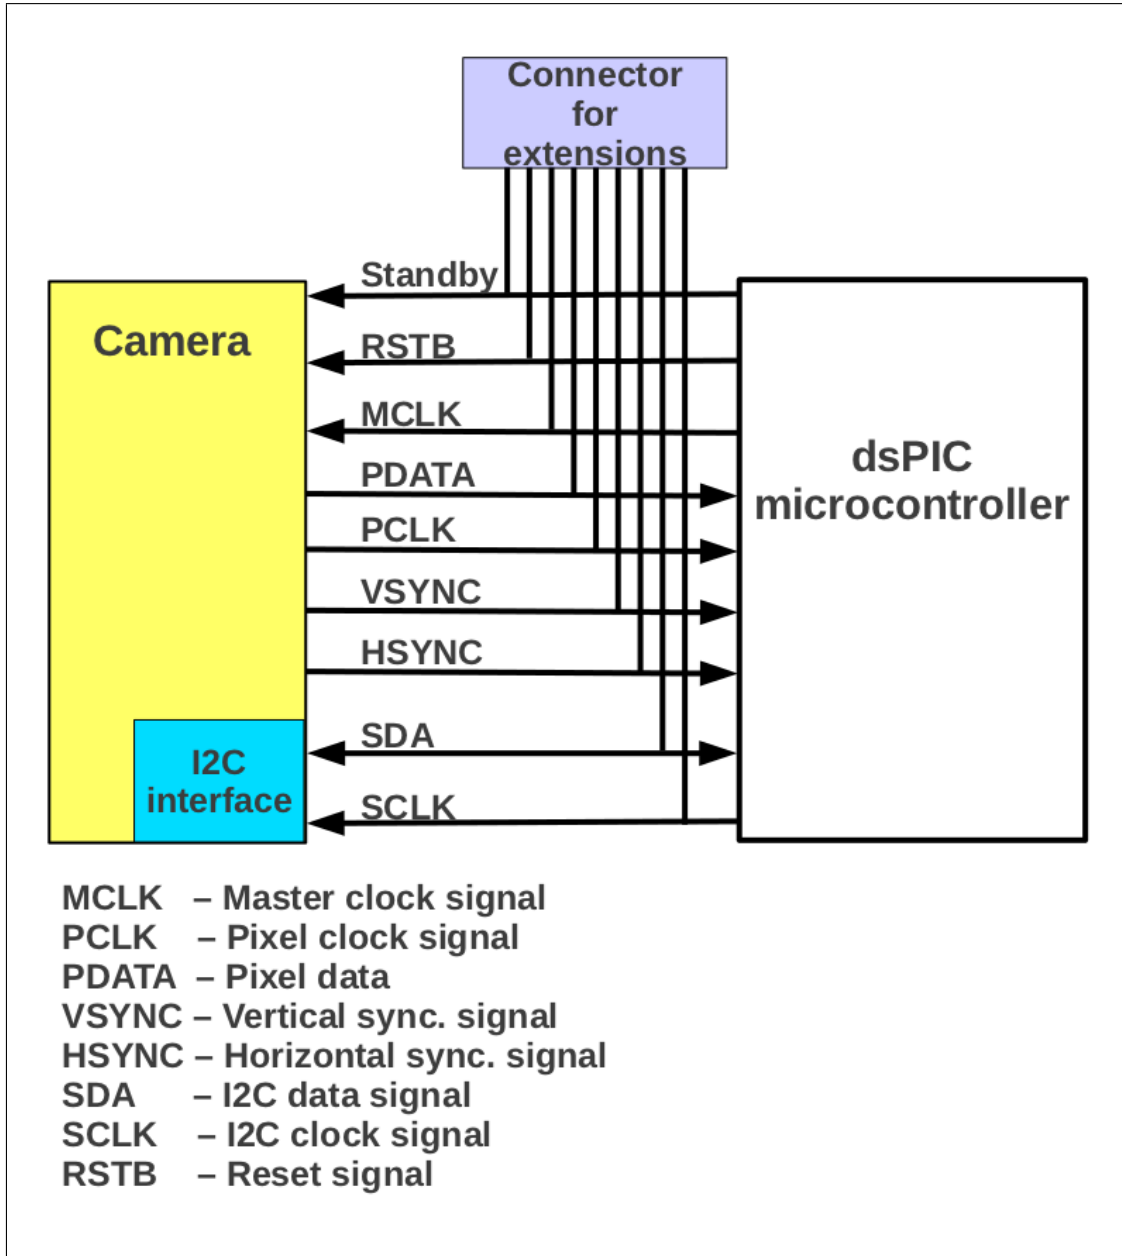 Connector
for
extensions
Standby
Camera
RSTB
MCLK
dsPIC
microcontroller
PDATA
PCLK
VSYNC
HSYNC
SDA
I2C
interface
SCLK
MCLK – Master clock signal
PCLK – Pixel clock signal
PDATA – Pixel data
VSYNC – Vertical sync. signal
HSYNC – Horizontal sync. signal
SDA – I2C data signal
SCLK – I2C clock signal
RSTB – Reset signal